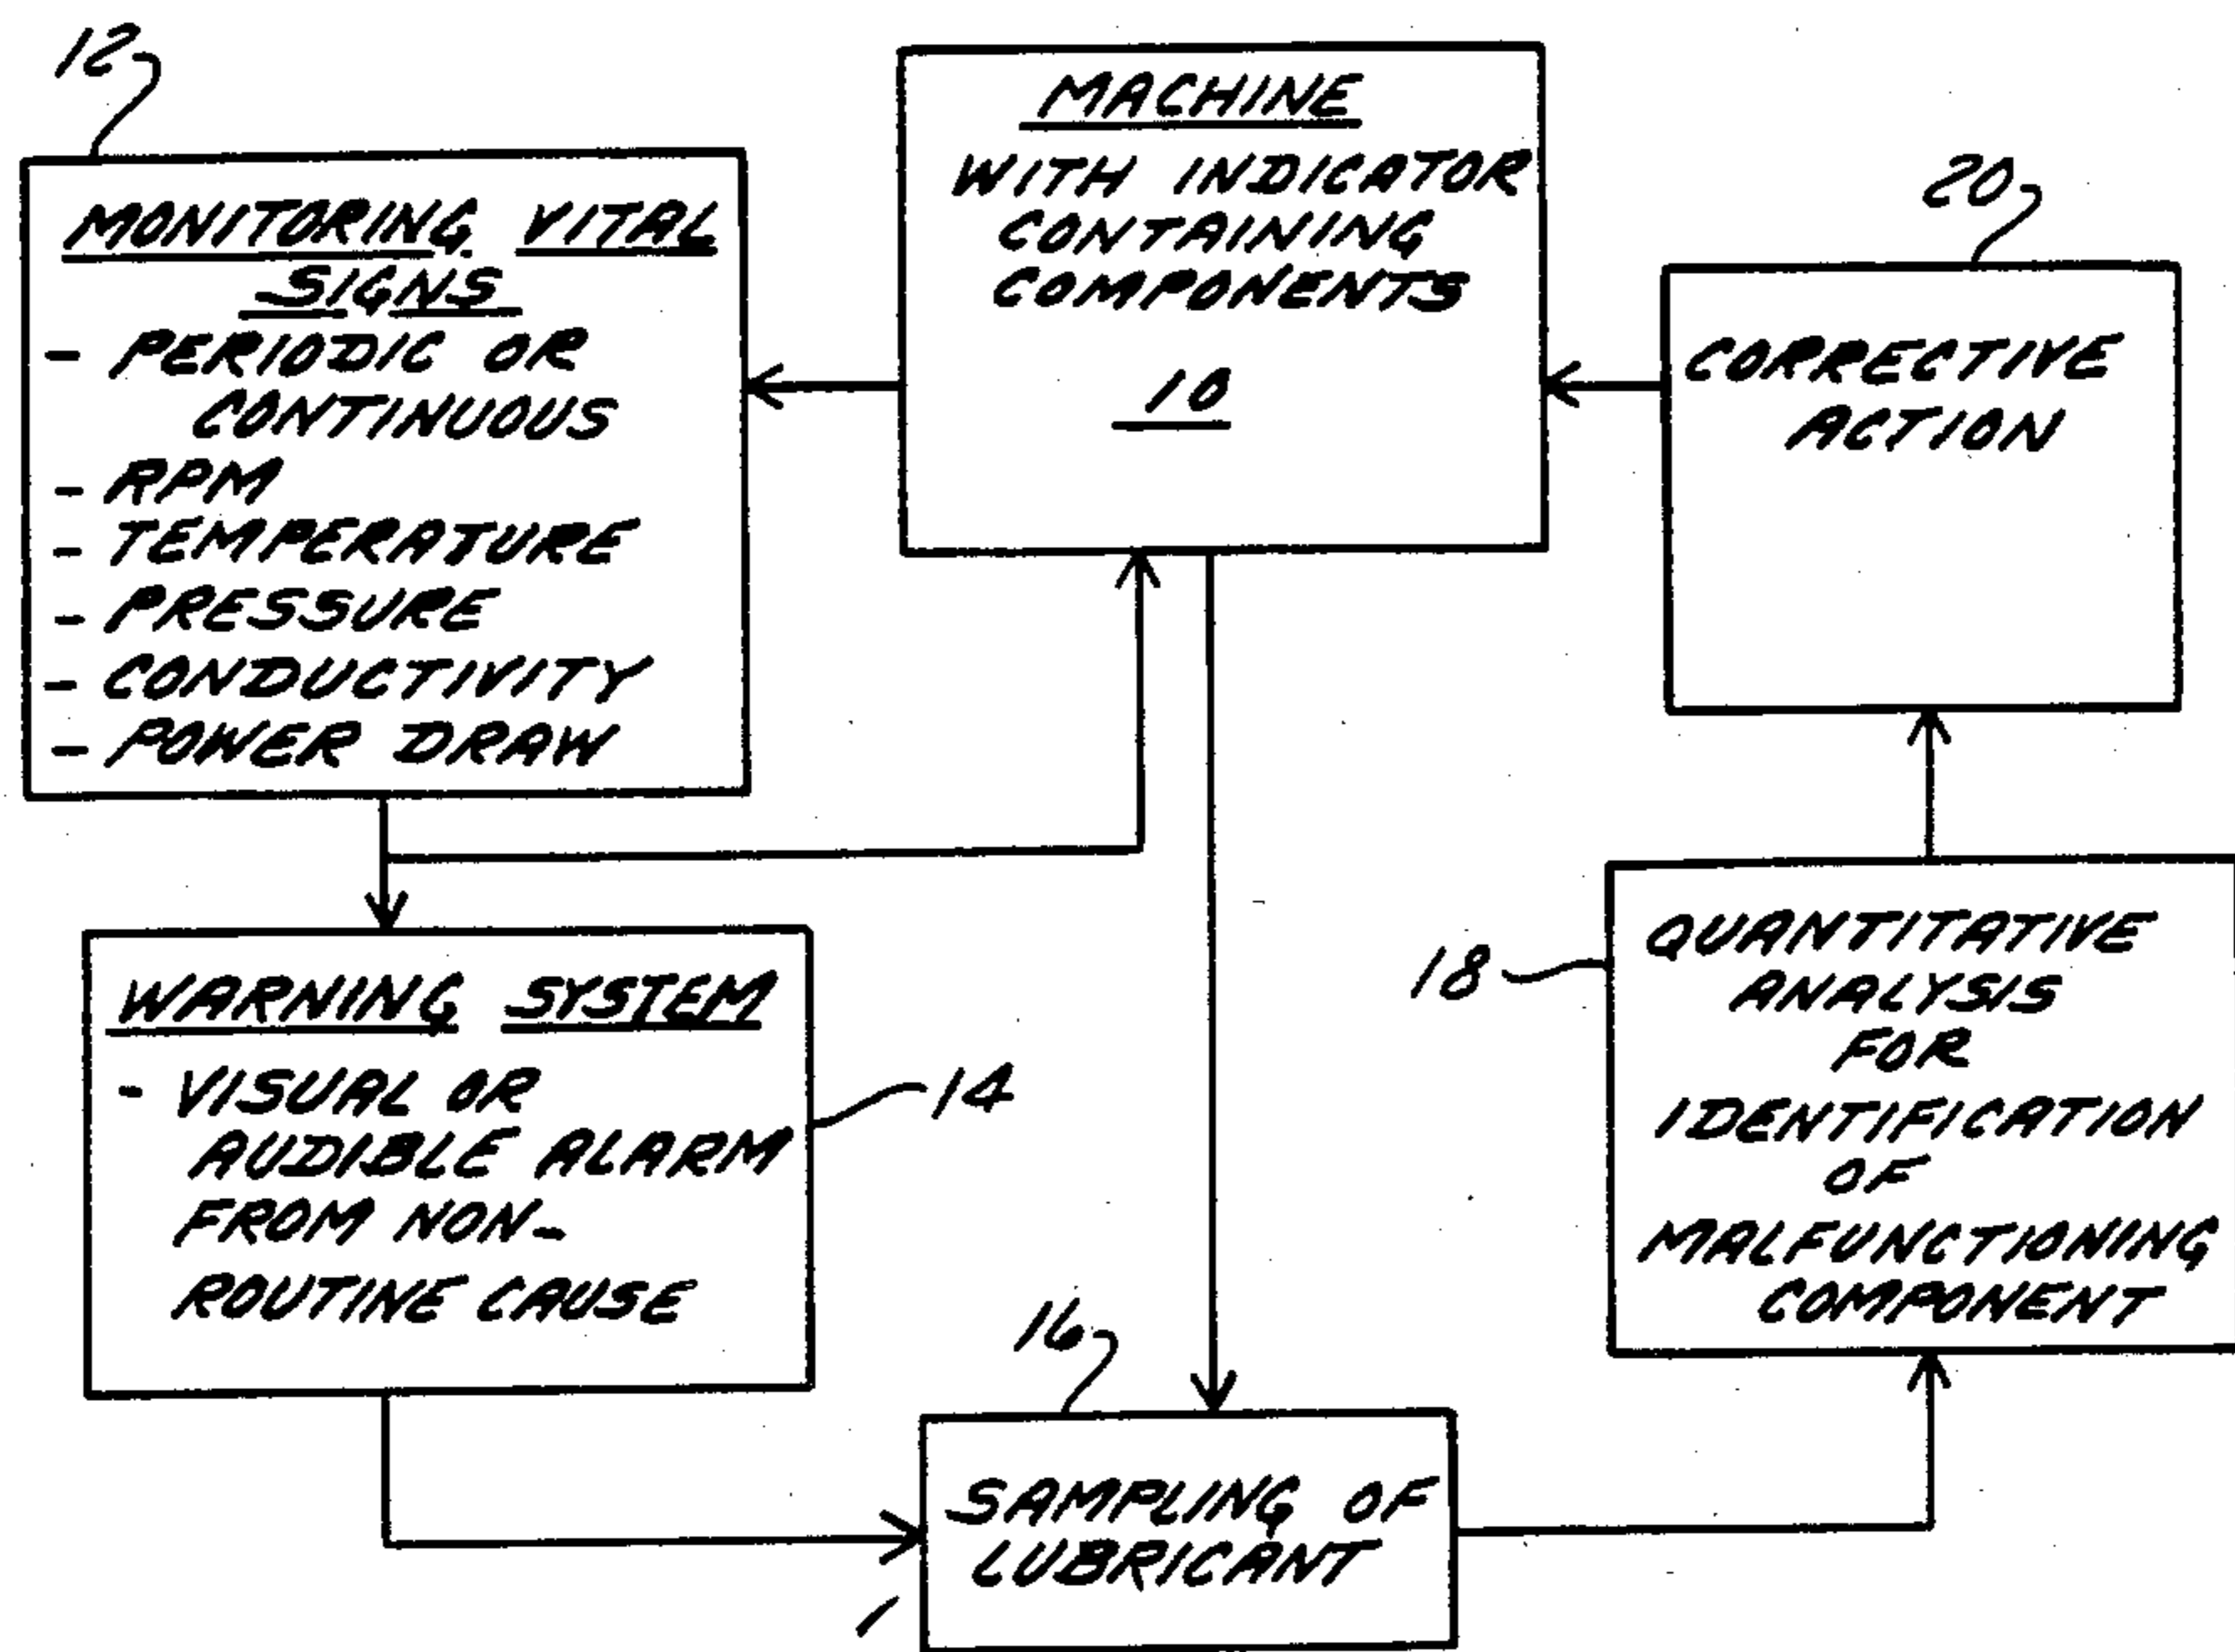 12
MONITORING VITAL
SIGNS
- PERIODIC OR
CONTINUOUS
- RPM
- TEMPERATURE
- PRESSURE
- CONDUCTIVITY
- POWER DRAW
MACHINE
WITH INDICATOR
CONTAINING
COMPONENTS
10
20
CORRECTIVE
ACTION
WARNING SYSTEM
- VISUAL OR
AUDIBLE ALARM
FROM NON-
ROUTINE CAUSE
14
16
SAMPLING OF
LUBRICANT
18
QUANTITATIVE
ANALYSIS
FOR
IDENTIFICATION
OF
MALFUNCTIONING
COMPONENT